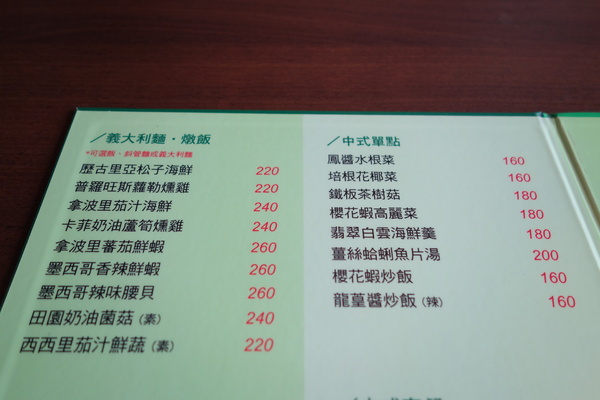 ／義大利麵・燉飯
*可選飯、斜管麵或義大利麵
歷古里亞松子海鮮 220
普羅旺斯蘿勒燻雞 220
拿波里茄汁海鮮 240
卡菲奶油蘆筍燻雞 240
拿波里蕃茄鮮蝦 260
墨西哥香辣鮮蝦 260
墨西哥辣味腰貝 260
田園奶油菌菇（素） 240
西西里茄汁鮮蔬（素） 220
／中式單點
鳳醬水根菜 160
培根花椰菜 160
鐵板茶樹菇 180
櫻花蝦高麗菜 180
翡翠白雲海鮮羹 180
薑絲蛤蜊魚片湯 200
櫻花蝦炒飯 160
龍葟醬炒飯（辣） 160